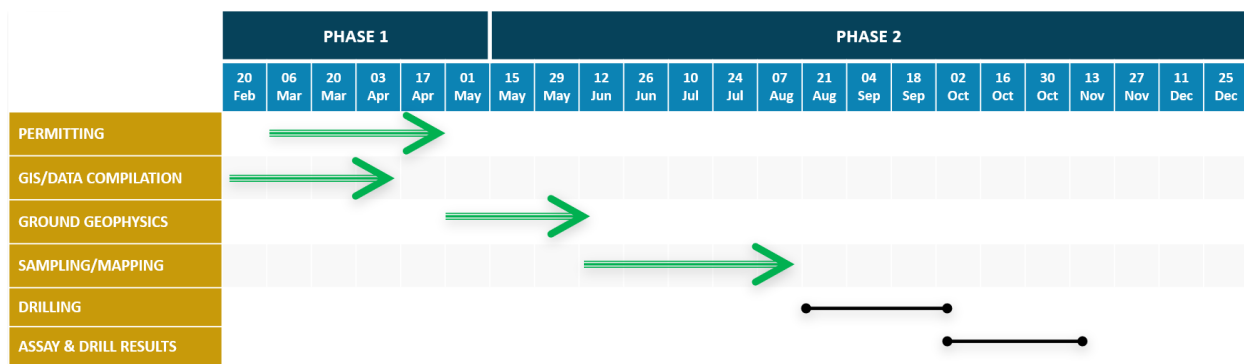 PHASE 1 PHASE 2
20 06 20 03 17 01 15 29 12 26 10 24 07 21 04 18 02 16 30 13 27 11 25
Feb Mar Mar Apr Apr May May May Jun Jun Jul Jul Aug Aug Sep Sep Oct Oct Oct Nov Nov Dec Dec
PERMITTING
GIS/DATA COMPILATION
GROUND GEOPHYSICS
SAMPLING/MAPPING
DRILLING
ASSAY & DRILL RESULTS